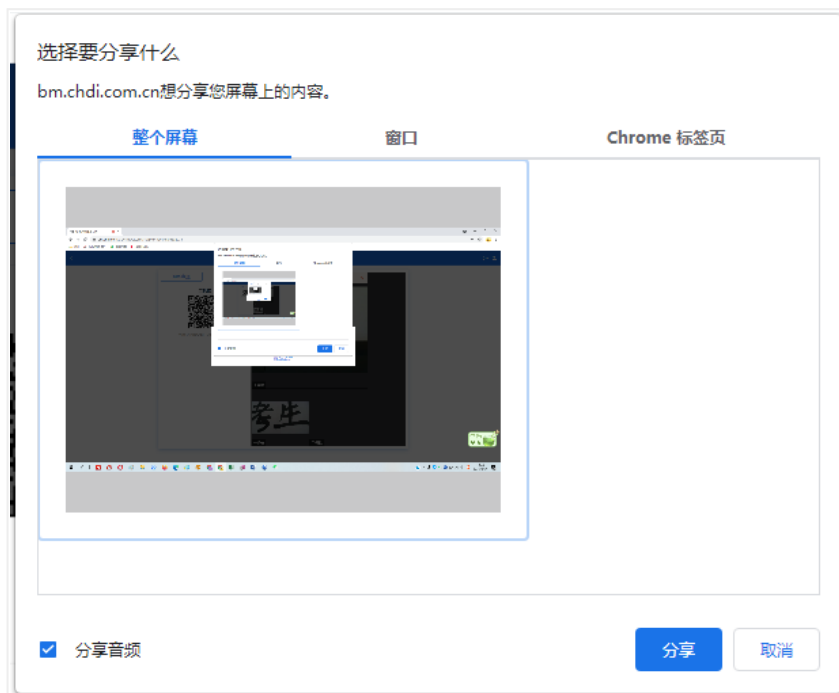 选择要分享什么
bm.chdi.com.cn想分享您屏幕上的内容。
整个屏幕
窗口
Chrome 标签页
考生
分享音频
分享
取消